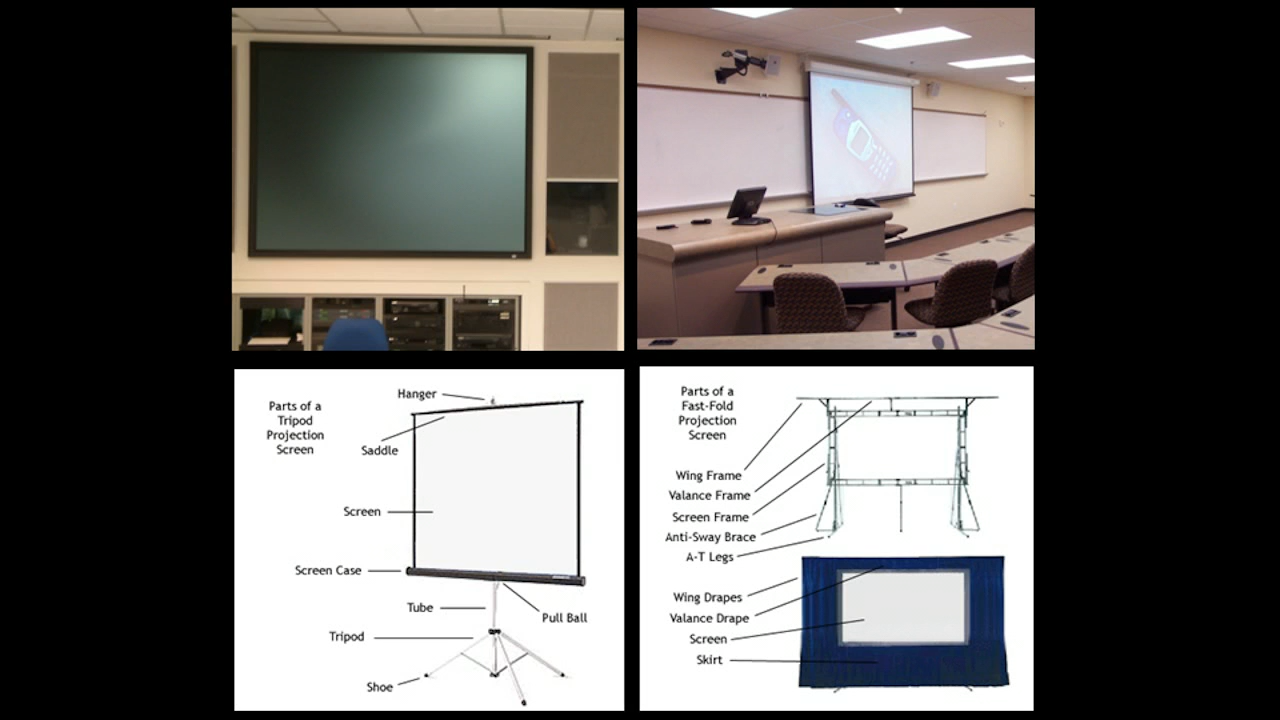 Parts of a
Tripod
Projection
Screen
Hanger
Saddle
Screen
Screen Case
Tube
Pull Ball
Tripod
Shoe
Parts of a
Fast-Fold
Projection
Screen
Wing Frame
Valance Frame
Screen Frame
Anti-Sway Brace
A-T Legs
Wing Drapes
Valance Drape
Screen
Skirt